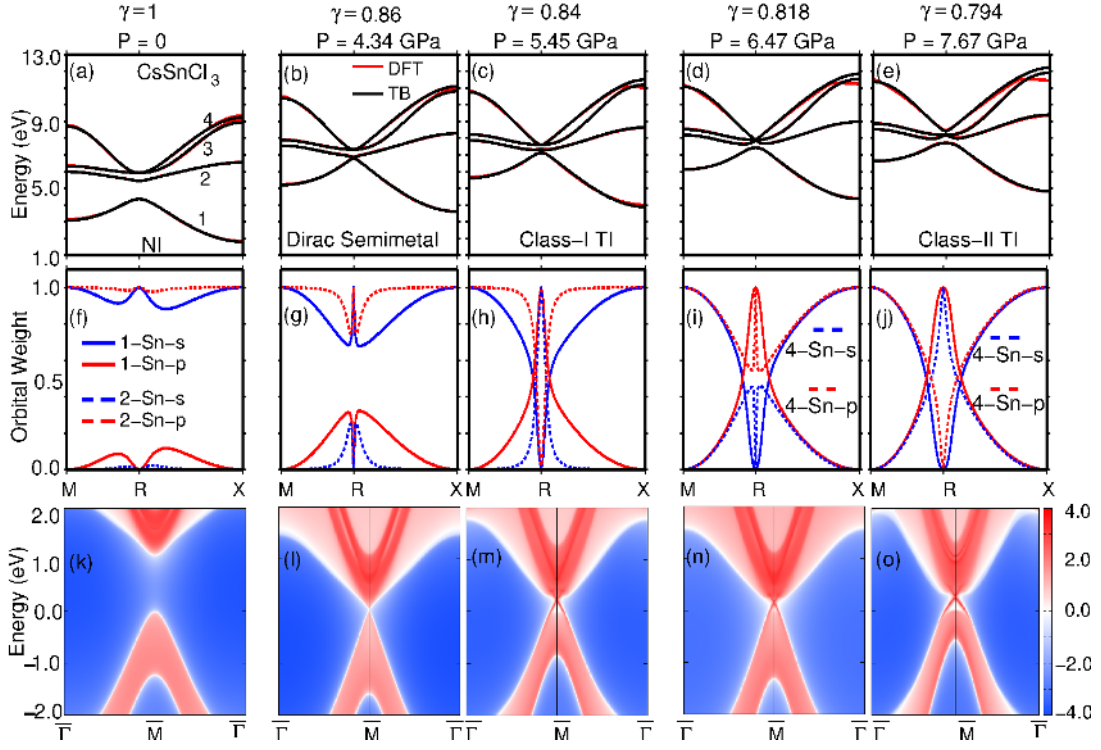 γ=1 γ=0.86 γ=0.84 γ=0.818 γ=0.794
P = 0 P = 4.34 GPa P = 5.45 GPa P = 6.47 GPa P = 7.67 GPa
13.0 (a) CsSnCl3 (b) DFT (c) (d) (e)
TB
9.0 4
3
2
5.0
1
1.0 NI Dirac Semimetal Class-I TI Class-II TI
Energy (eV)
1.0
(f) (g) (h) (i) (j)
1-Sn-s 4-Sn-s 4-Sn-s
1-Sn-p
0.5
2-Sn-s 4-Sn-p 4-Sn-p
2-Sn-p
0.0
Orbital Weight
M R X M R X M R X M R X M R X
2.0 4.0
(k) (l) (m) (n) (o)
1.0 2.0
0.0 0.0
-1.0 -2.0
-2.0 -4.0
Energy (eV)
Γ̅ M̅ Γ̅ Γ̅ M̅ Γ̅ M̅ Γ̅ Γ̅ M̅ Γ̅ M̅ Γ̅